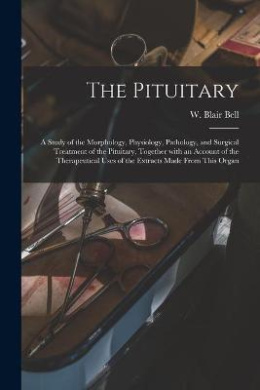 The Pituitary
W. Blair Bell
A Study of the Morphology, Physiology, Pathology, and Surgical
Treatment of the Pituitary, Together with an Account of the
Therapeutical Uses of the Extracts Made From This Organ